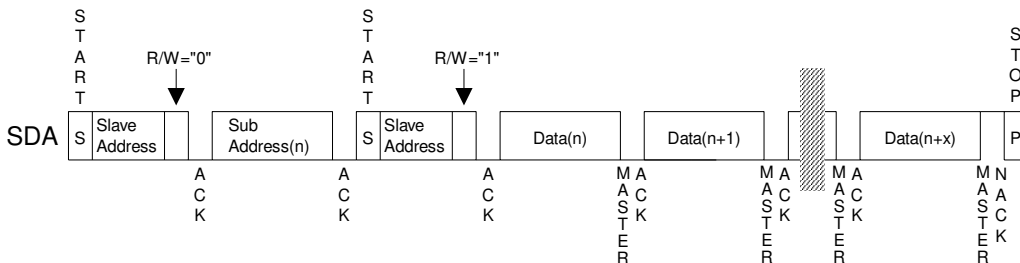 START
R/W="0"
START
R/W="1"
STOP
SDA
S
Slave
Address
Sub
Address(n)
S
Slave
Address
Data(n)
Data(n+1)
Data(n+x)
P
ACK
ACK
ACK
MASTER
ACK
MASTER
ACK
MASTER
ACK
MASTER
NACK